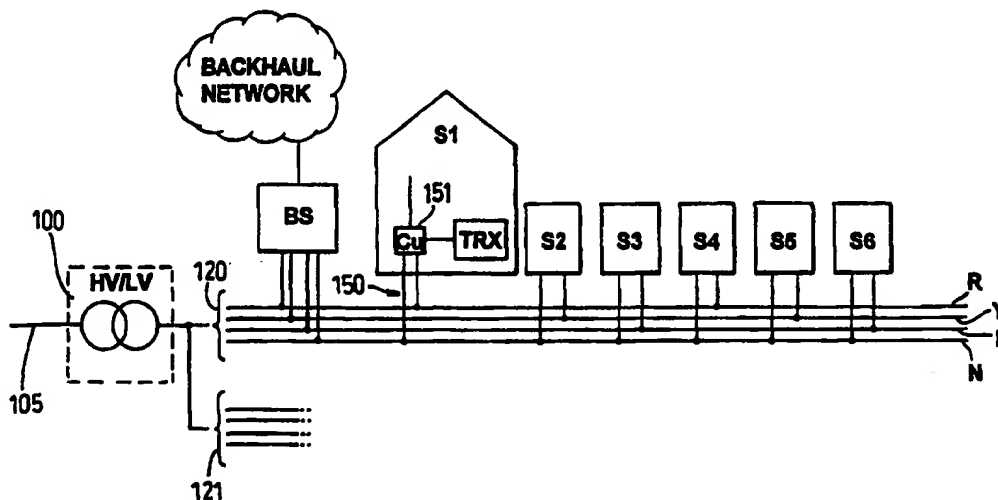 BACKHAUL
NETWORK
S1
151
100
BS
Cu
TRX
S2
S3
S4
S5
S6
HV/LV
120
150
R
N
105
121